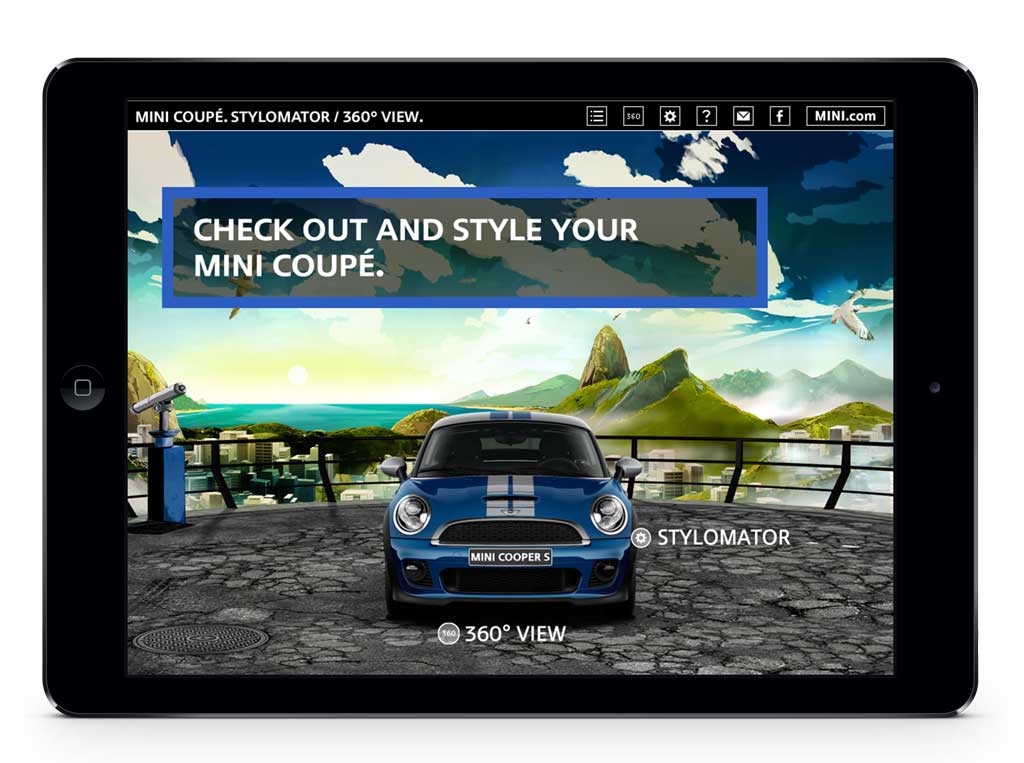 MINI COUPÉ. STYLOMATOR / 360° VIEW.
360
?
f
MINI.com
CHECK OUT AND STYLE YOUR
MINI COUPÉ.
STYLOMATOR
MINI COOPER S
360 360° VIEW